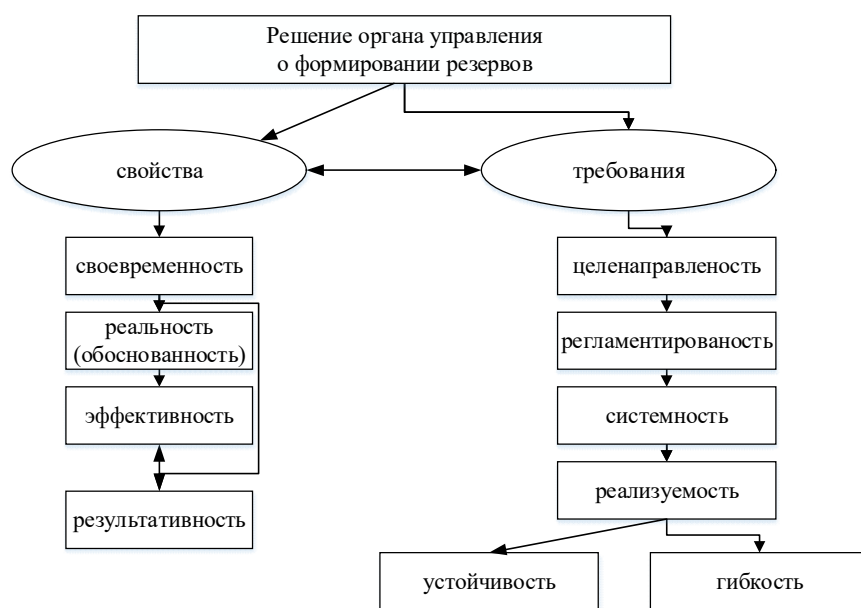 Решение органа управления
о формировании резервов
свойства
требования
своевременность
целенаправленость
реальность
(обоснованность)
регламентированость
эффективность
системность
результативность
реализуемость
устойчивость
гибкость